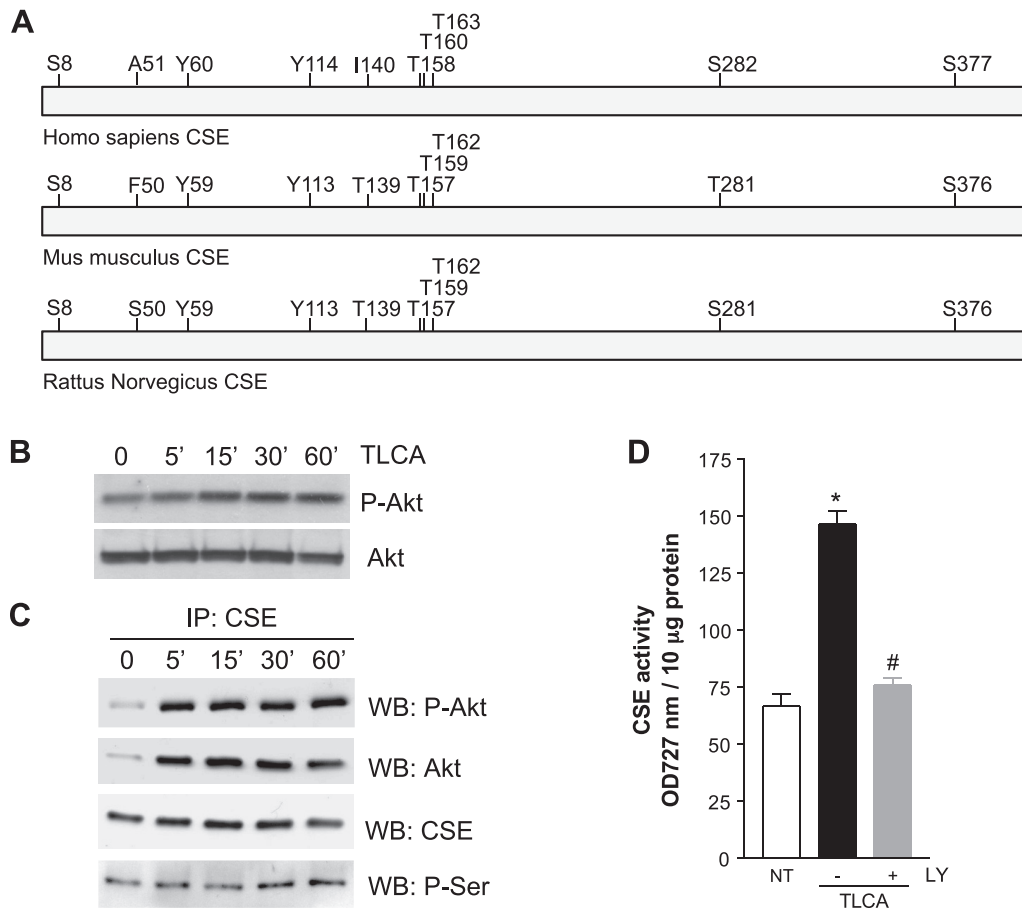 A
T163
T160
S8 A51 Y60 Y114 I140 T158 S282 S377
Homo sapiens CSE
T162
T159
S8 F50 Y59 Y113 T139 T157 T281 S376
Mus musculus CSE
T162
T159
S8 S50 Y59 Y113 T139 T157 S281 S376
Rattus Norvegicus CSE
B
0 5' 15' 30' 60' TLCA
P-Akt
Akt
C
IP: CSE
0 5' 15' 30' 60'
WB: P-Akt
WB: Akt
WB: CSE
WB: P-Ser
D
CSE activity
OD727 nm / 10 µg protein
175
150
125
100
75
50
25
0
*
#
NT - + LY
TLCA